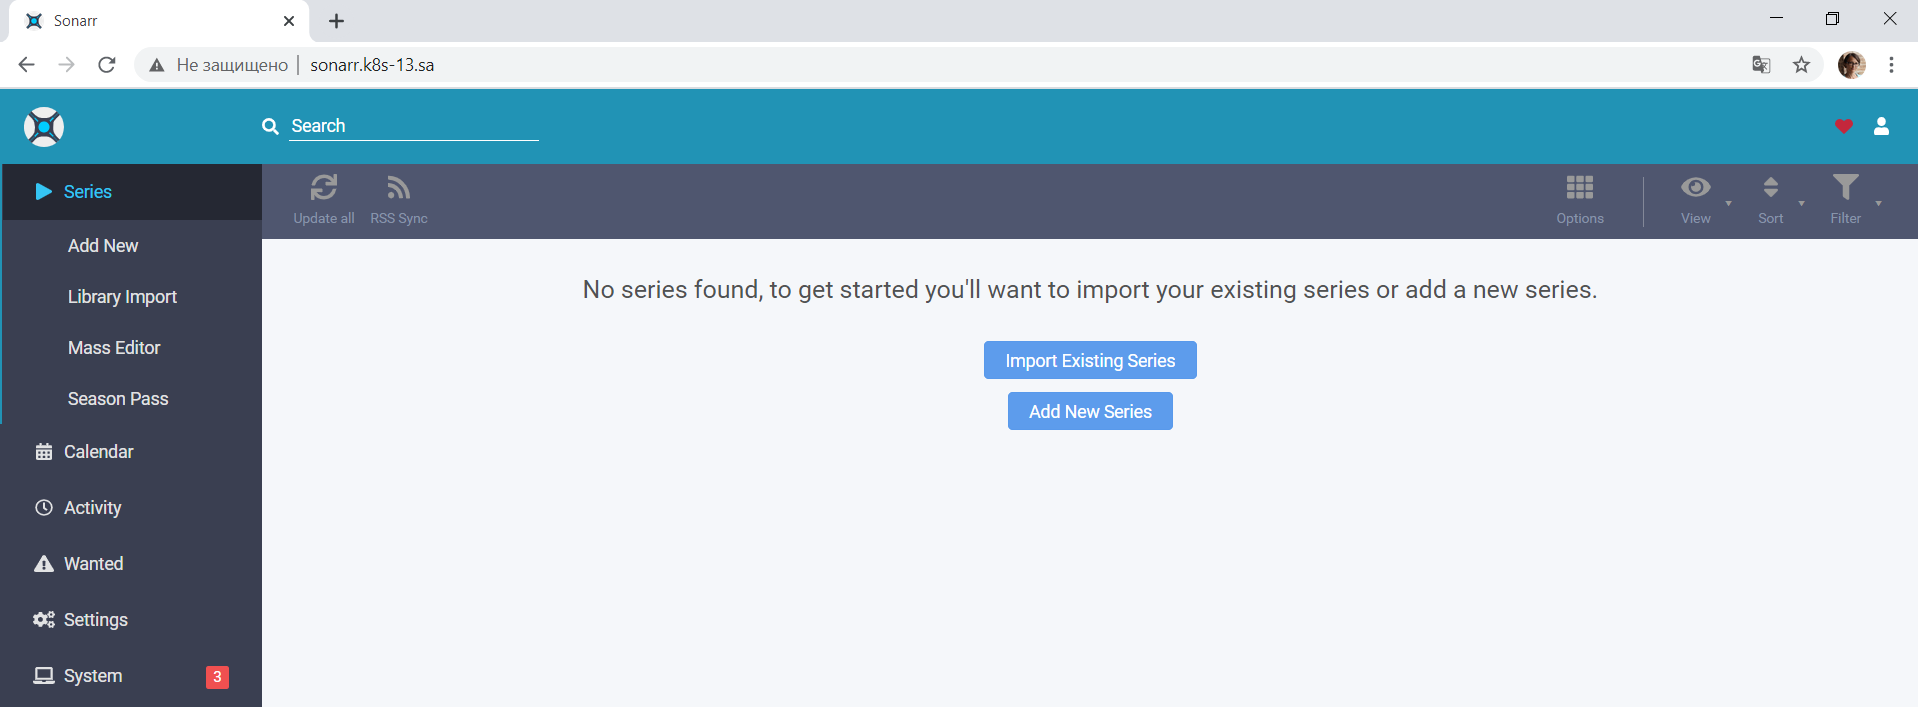 Sonarr
Не защищено sonarr.k8s-13.sa
Search
Series
Add New
Library Import
Mass Editor
Season Pass
Calendar
Activity
Wanted
Settings
System 3
Update all RSS Sync Options View Sort Filter
No series found, to get started you'll want to import your existing series or add a new series.
Import Existing Series
Add New Series